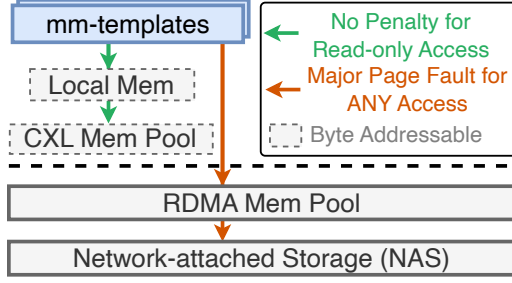 mm-templates
Local Mem
CXL Mem Pool
No Penalty for
Read-only Access
Major Page Fault for
ANY Access
Byte Addressable
RDMA Mem Pool
Network-attached Storage (NAS)